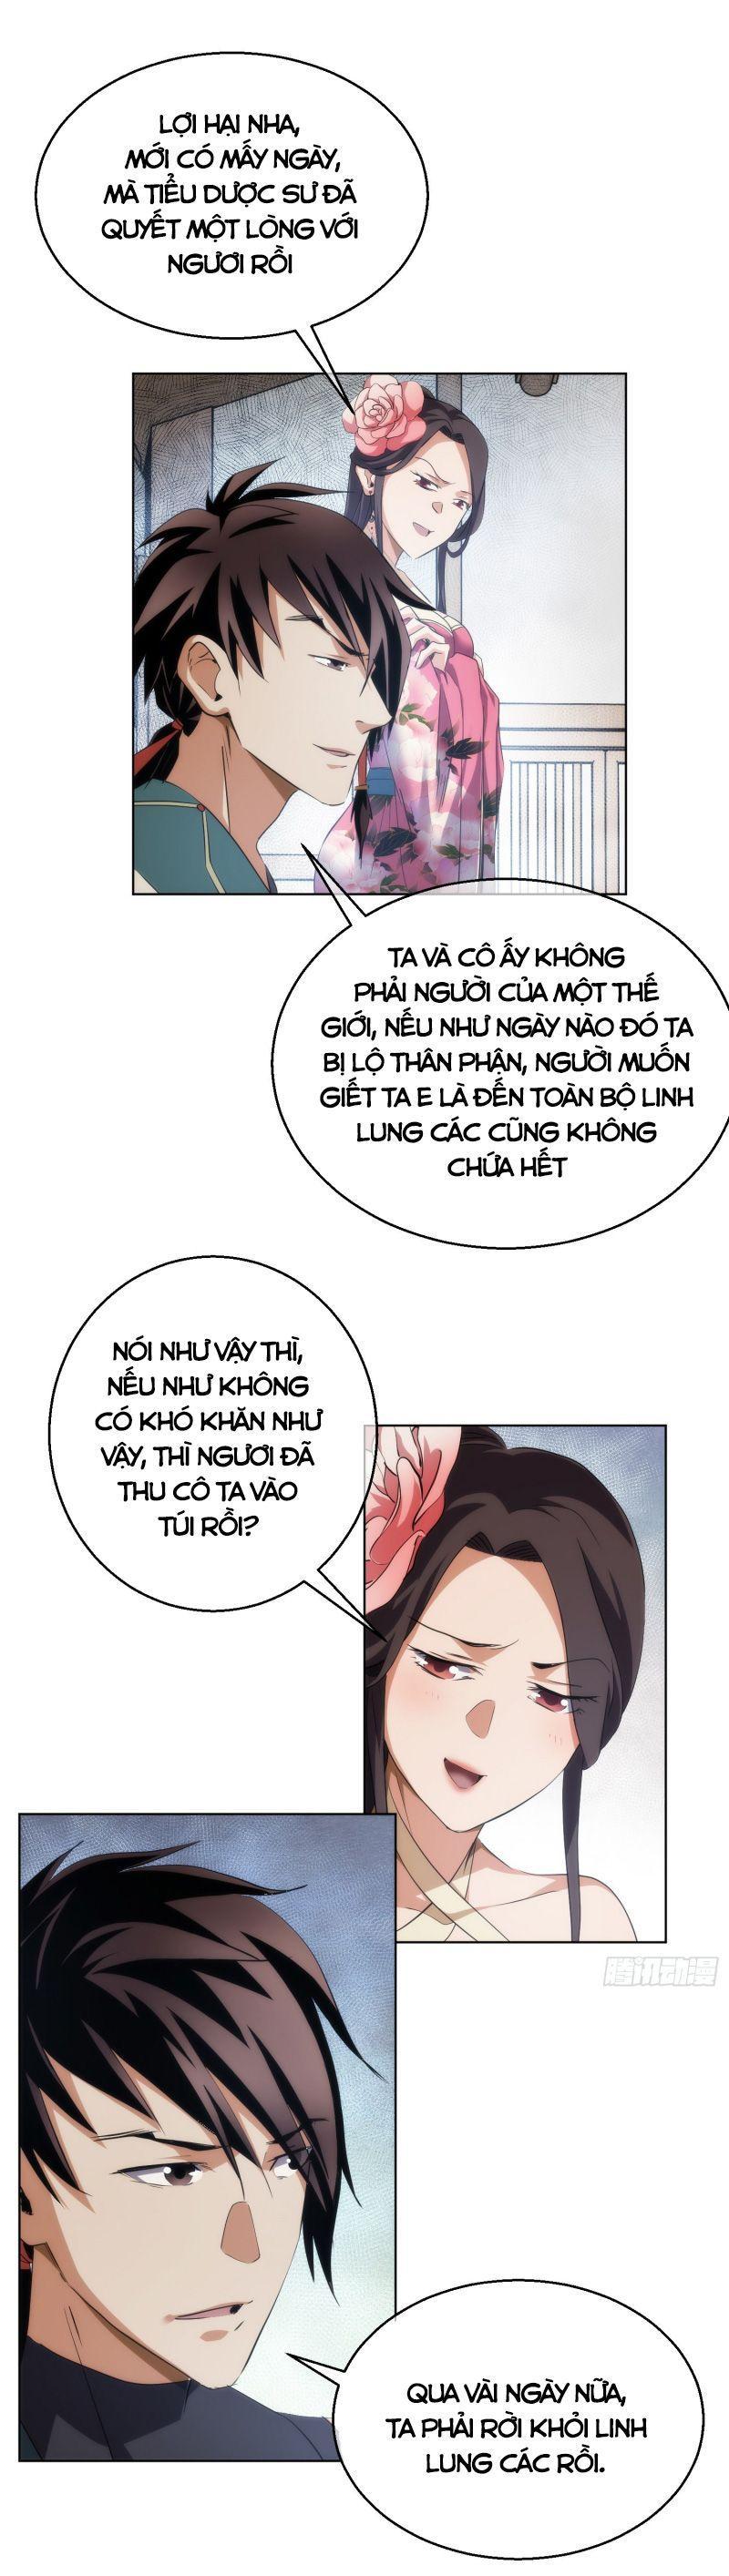 LỢI HẠI NHA,
MỚI CÓ MẤY NGÀY,
MÀ TIỂU DƯỢC SƯ ĐÃ
QUYẾT MỘT LÒNG VỚI
NGƯƠI RỒI
TA VÀ CÔ ẤY KHÔNG
PHẢI NGƯỜI CỦA MỘT THẾ
GIỚI, NẾU NHƯ NGÀY NÀO ĐÓ TA
BỊ LỘ THÂN PHẬN, NGƯỜI MUỐN
GIẾT TA E LÀ ĐẾN TOÀN BỘ LINH
LUNG CÁC CŨNG KHÔNG
CHỨA HẾT
NÓI NHƯ VẬY THÌ,
NẾU NHƯ KHÔNG
CÓ KHÓ KHĂN NHƯ
VẬY, THÌ NGƯƠI ĐÃ
THU CÔ TA VÀO
TÚI RỒI?
腾讯动漫
QUA VÀI NGÀY NỮA,
TA PHẢI RỜI KHỎI LINH
LUNG CÁC RỒI.